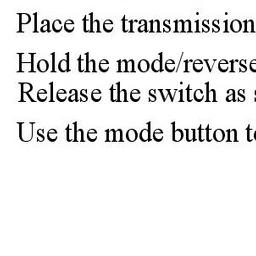 Place the transmission
Hold the mode/reverse
Release the switch as
Use the mode button